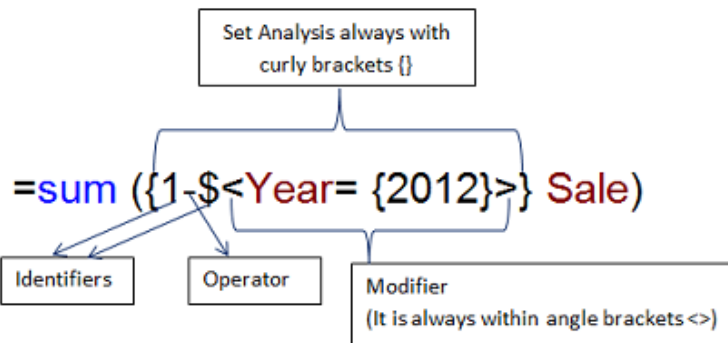 Set Analysis always with
curly brackets {}
=sum ({1-$<Year= {2012}>} Sale)
Identifiers
Operator
Modifier
(It is always within angle brackets <>)